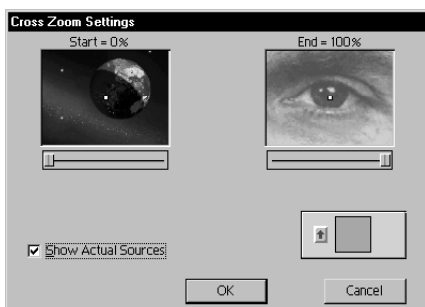 Cross Zoom Settings
Start = 0%
End = 100%
Show Actual Sources
OK
Cancel